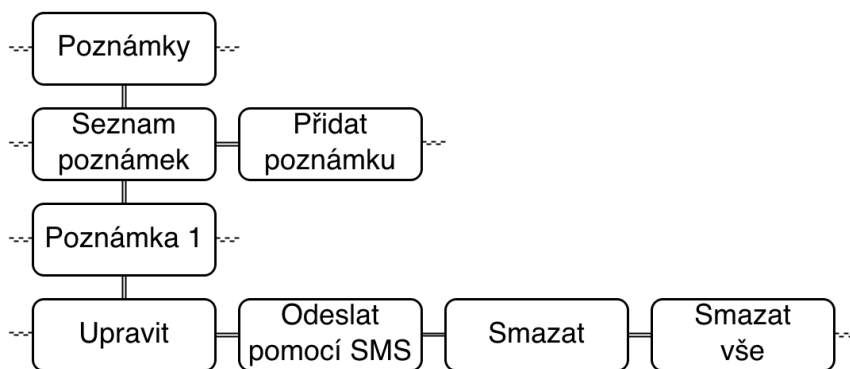 Poznámky
Seznam
poznámek
Přidat
poznámku
Poznámka 1
Upravit
Odeslat
pomocí SMS
Smazat
Smazat
vše